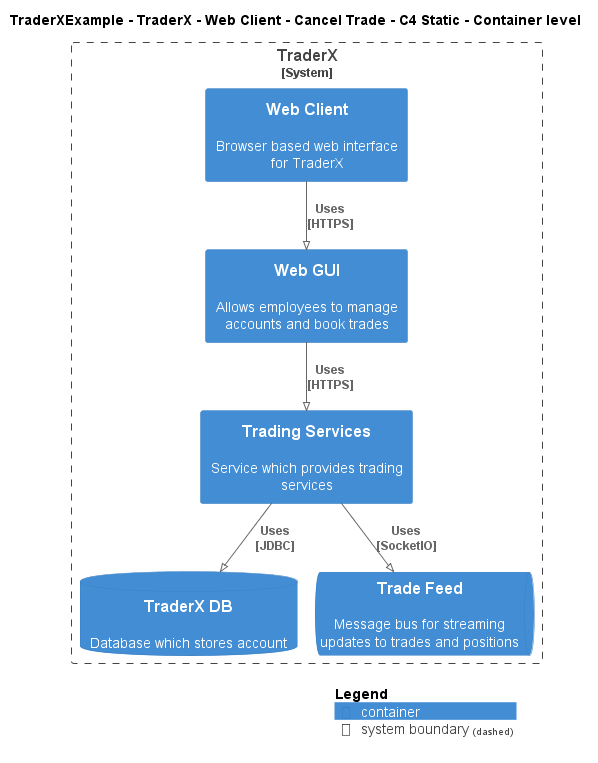 TraderXExample - TraderX - Web Client - Cancel Trade - C4 Static - Container level
TraderX
[System]
Web Client
Browser based web interface
for TraderX
Uses
[HTTPS]
Web GUI
Allows employees to manage
accounts and book trades
Uses
[HTTPS]
Trading Services
Service which provides trading
services
Uses
[JDBC]
Uses
[SocketIO]
TraderX DB
Database which stores account
Trade Feed
Message bus for streaming
updates to trades and positions
Legend
container
system boundary (dashed)